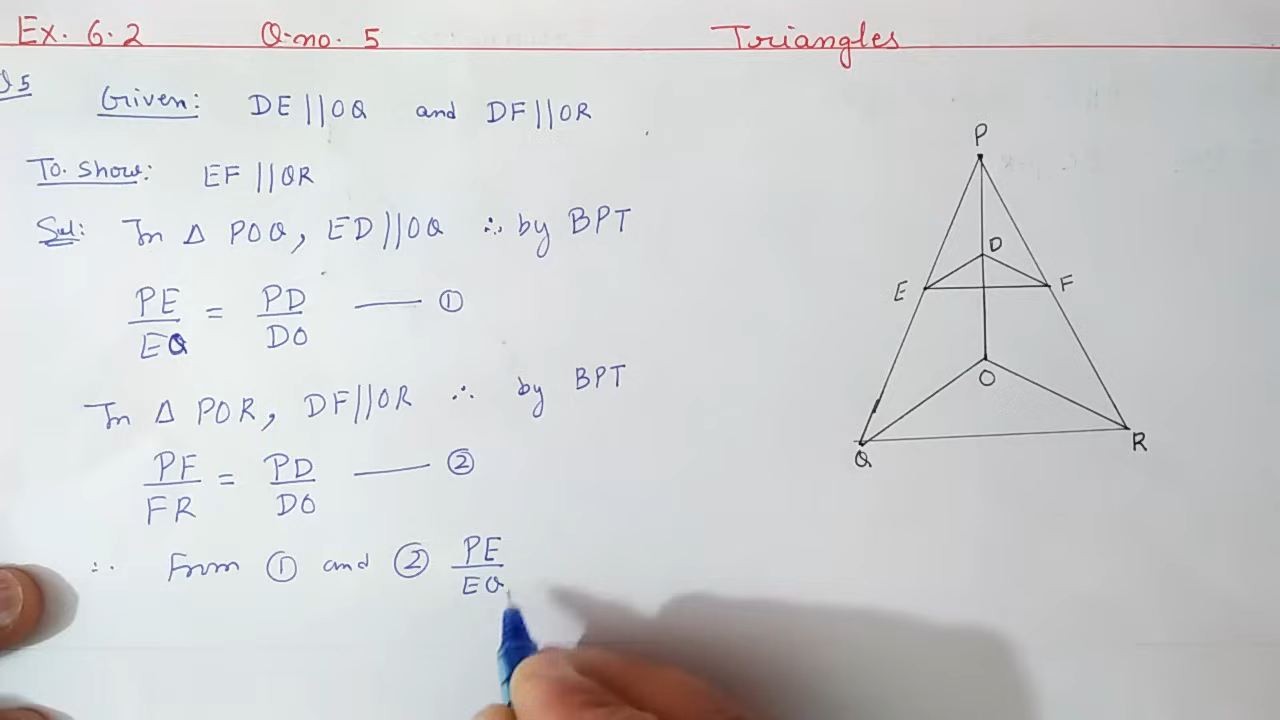 Ex. 6.2 Q.no. 5 Triangles
Q5 Given: DE||OQ and DF||OR
To Show: EF||QR
Sol: In Δ POQ, ED||OQ ∴ by BPT
PE/EQ = PD/DO —— ①
In Δ POR, DF||OR ∴ by BPT
PF/FR = PD/DO —— ②
∴ From ① and ② PE/EQ
P
D
E F
O
Q R